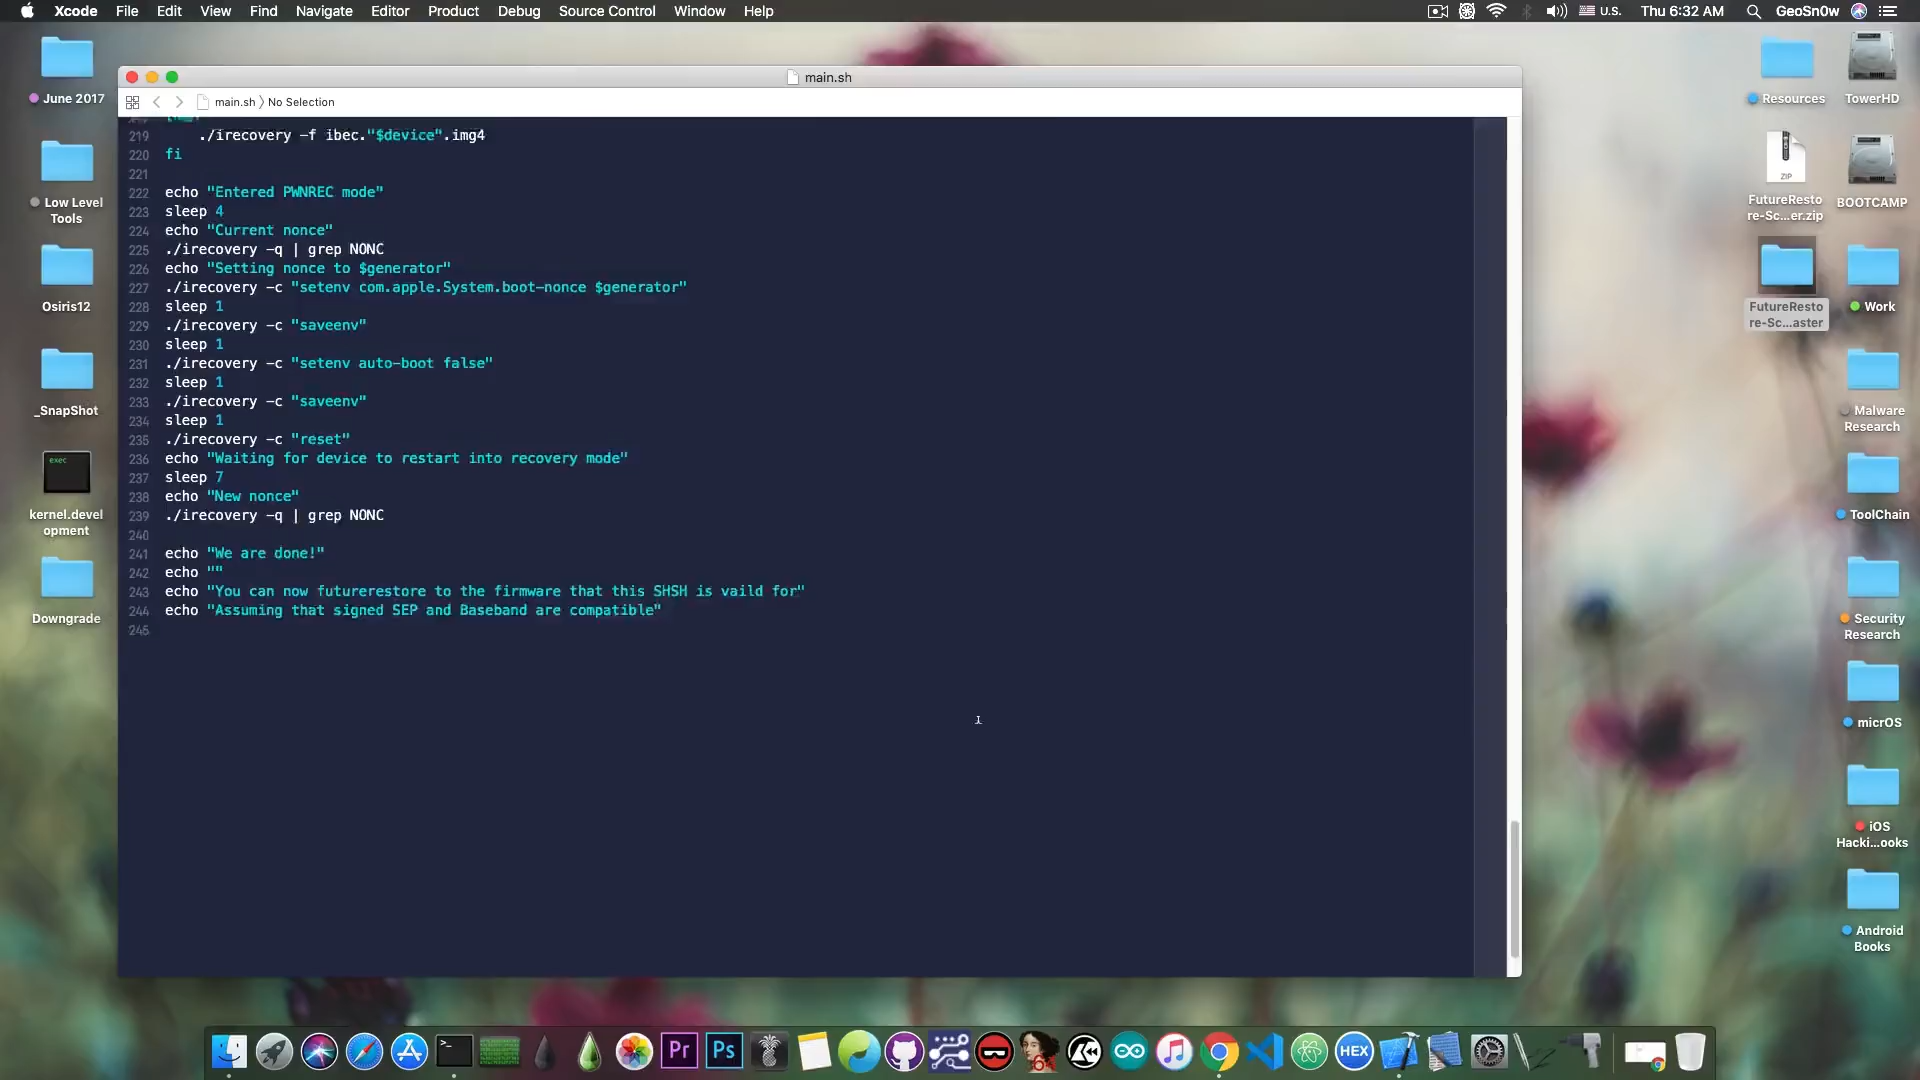 Xcode File Edit View Find Navigate Editor Product Debug Source Control Window Help U.S. Thu 6:32 AM GeoSn0w
main.sh
main.sh 〉 No Selection
219 ./irecovery -f ibec."$device".img4
220 fi
221
222 echo "Entered PWNREC mode"
223 sleep 4
224 echo "Current nonce"
225 ./irecovery -q | grep NONC
226 echo "Setting nonce to $generator"
227 ./irecovery -c "setenv com.apple.System.boot-nonce $generator"
228 sleep 1
229 ./irecovery -c "saveenv"
230 sleep 1
231 ./irecovery -c "setenv auto-boot false"
232 sleep 1
233 ./irecovery -c "saveenv"
234 sleep 1
235 ./irecovery -c "reset"
236 echo "Waiting for device to restart into recovery mode"
237 sleep 7
238 echo "New nonce"
239 ./irecovery -q | grep NONC
240
241 echo "We are done!"
242 echo ""
243 echo "You can now futurerestore to the firmware that this SHSH is vaild for"
244 echo "Assuming that signed SEP and Baseband are compatible"
245
June 2017
Low Level
Tools
Osiris12
_SnapShot
exec
kernel.devel
opment
Downgrade
Resources
ZIP
FutureResto
re-Sc...er.zip
FutureResto
re-Sc...aster
TowerHD
BOOTCAMP
Work
Malware
Research
ToolChain
Security
Research
micrOS
iOS
Hacki...ooks
Android
Books
Pr
Ps
64
HEX